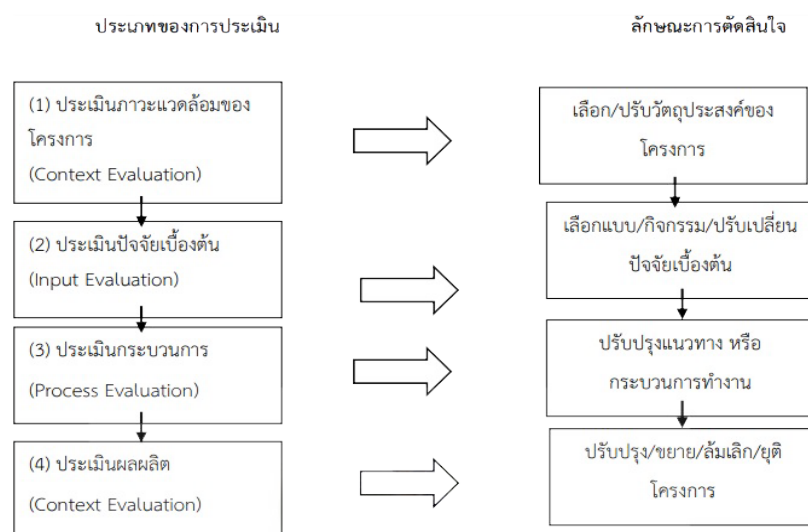 ประเภทของการประเมิน
ลักษณะการตัดสินใจ
(1) ประเมินภาวะแวดล้อมของ
โครงการ
(Context Evaluation)
เลือก/ปรับวัตถุประสงค์ของ
โครงการ
(2) ประเมินปัจจัยเบื้องต้น
(Input Evaluation)
เลือกแบบ/กิจกรรม/ปรับเปลี่ยน
ปัจจัยเบื้องต้น
(3) ประเมินกระบวนการ
(Process Evaluation)
ปรับปรุงแนวทาง หรือ
กระบวนการทำงาน
(4) ประเมินผลผลิต
(Context Evaluation)
ปรับปรุง/ขยาย/ล้มเลิก/ยุติ
โครงการ